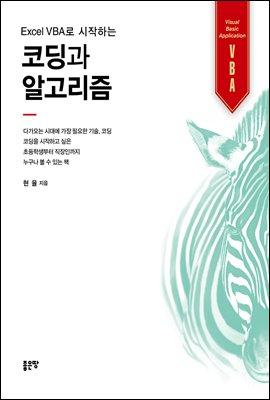 Excel VBA로 시작하는
코딩과
알고리즘
다가오는 시대에 가장 필요한 기술, 코딩
코딩을 시작하고 싶은
초등학생부터 직장인까지
누구나 볼 수 있는 책
현율 지음
Visual
Basic
Application
VBA
좋은땅